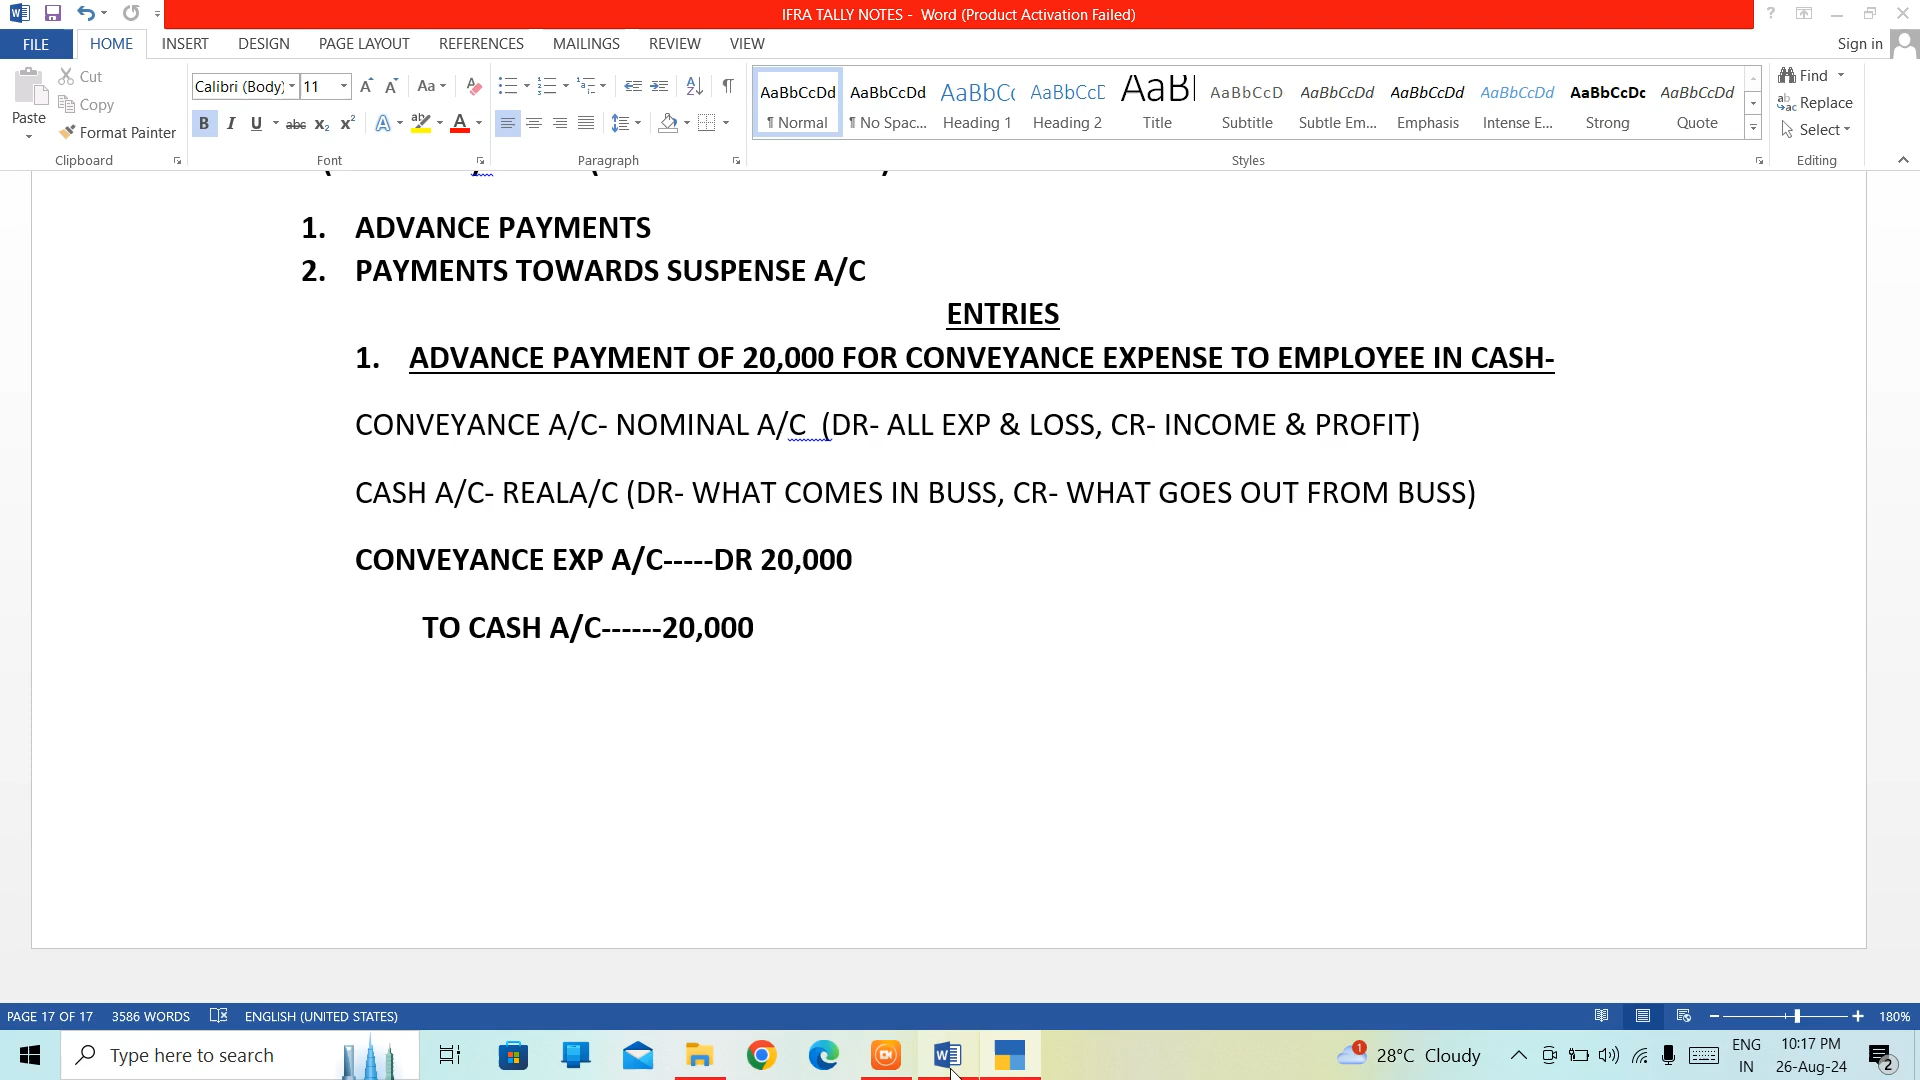 IFRA TALLY NOTES - Word (Product Activation Failed)
FILE HOME INSERT DESIGN PAGE LAYOUT REFERENCES MAILINGS REVIEW VIEW Sign in
Cut
Copy
Format Painter
Paste
Clipboard
Calibri (Body) 11
Font
Paragraph
AaBbCcDd AaBbCcDd AaBbCc AaBbCcC AaBl AaBbCcD AaBbCcDd AaBbCcDd AaBbCcDd AaBbCcDc AaBbCcDd
¶ Normal ¶ No Spac... Heading 1 Heading 2 Title Subtitle Subtle Em... Emphasis Intense E... Strong Quote
Styles
Find
Replace
Select
Editing
1. ADVANCE PAYMENTS
2. PAYMENTS TOWARDS SUSPENSE A/C
ENTRIES
1. ADVANCE PAYMENT OF 20,000 FOR CONVEYANCE EXPENSE TO EMPLOYEE IN CASH-
CONVEYANCE A/C- NOMINAL A/C (DR- ALL EXP & LOSS, CR- INCOME & PROFIT)
CASH A/C- REALA/C (DR- WHAT COMES IN BUSS, CR- WHAT GOES OUT FROM BUSS)
CONVEYANCE EXP A/C-----DR 20,000
TO CASH A/C------20,000
PAGE 17 OF 17 3586 WORDS ENGLISH (UNITED STATES) 180%
Type here to search
28°C Cloudy
ENG
IN
10:17 PM
26-Aug-24
2